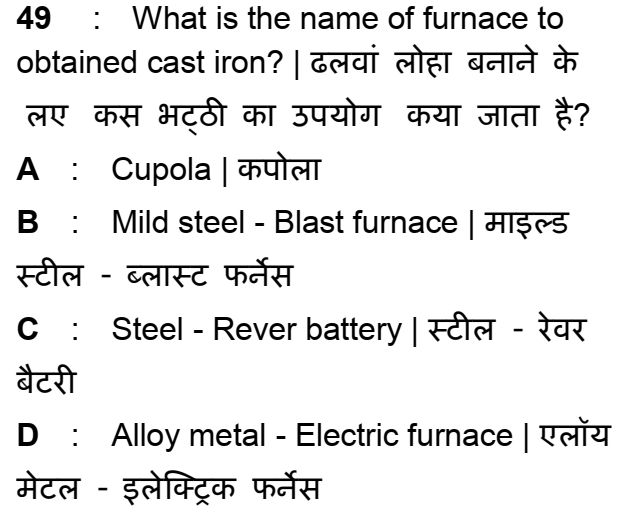 49 : What is the name of furnace to
obtained cast iron? | ढलवां लोहा बनाने के
लए कस भट्ठी का उपयोग कया जाता है?
A : Cupola | कपोला
B : Mild steel - Blast furnace | माइल्ड
स्टील - ब्लास्ट फर्नेस
C : Steel - Rever battery | स्टील - रेवर
बैटरी
D : Alloy metal - Electric furnace | एलॉय
मेटल - इलेक्ट्रिक फर्नेस